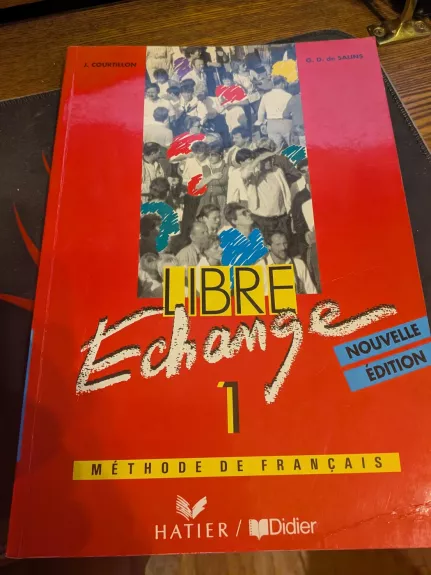 J. COURTILLON
G. D. de SALINS
LIBRE
Echange
NOUVELLE
ÉDITION
1
MÉTHODE DE FRANÇAIS
HATIER / Didier